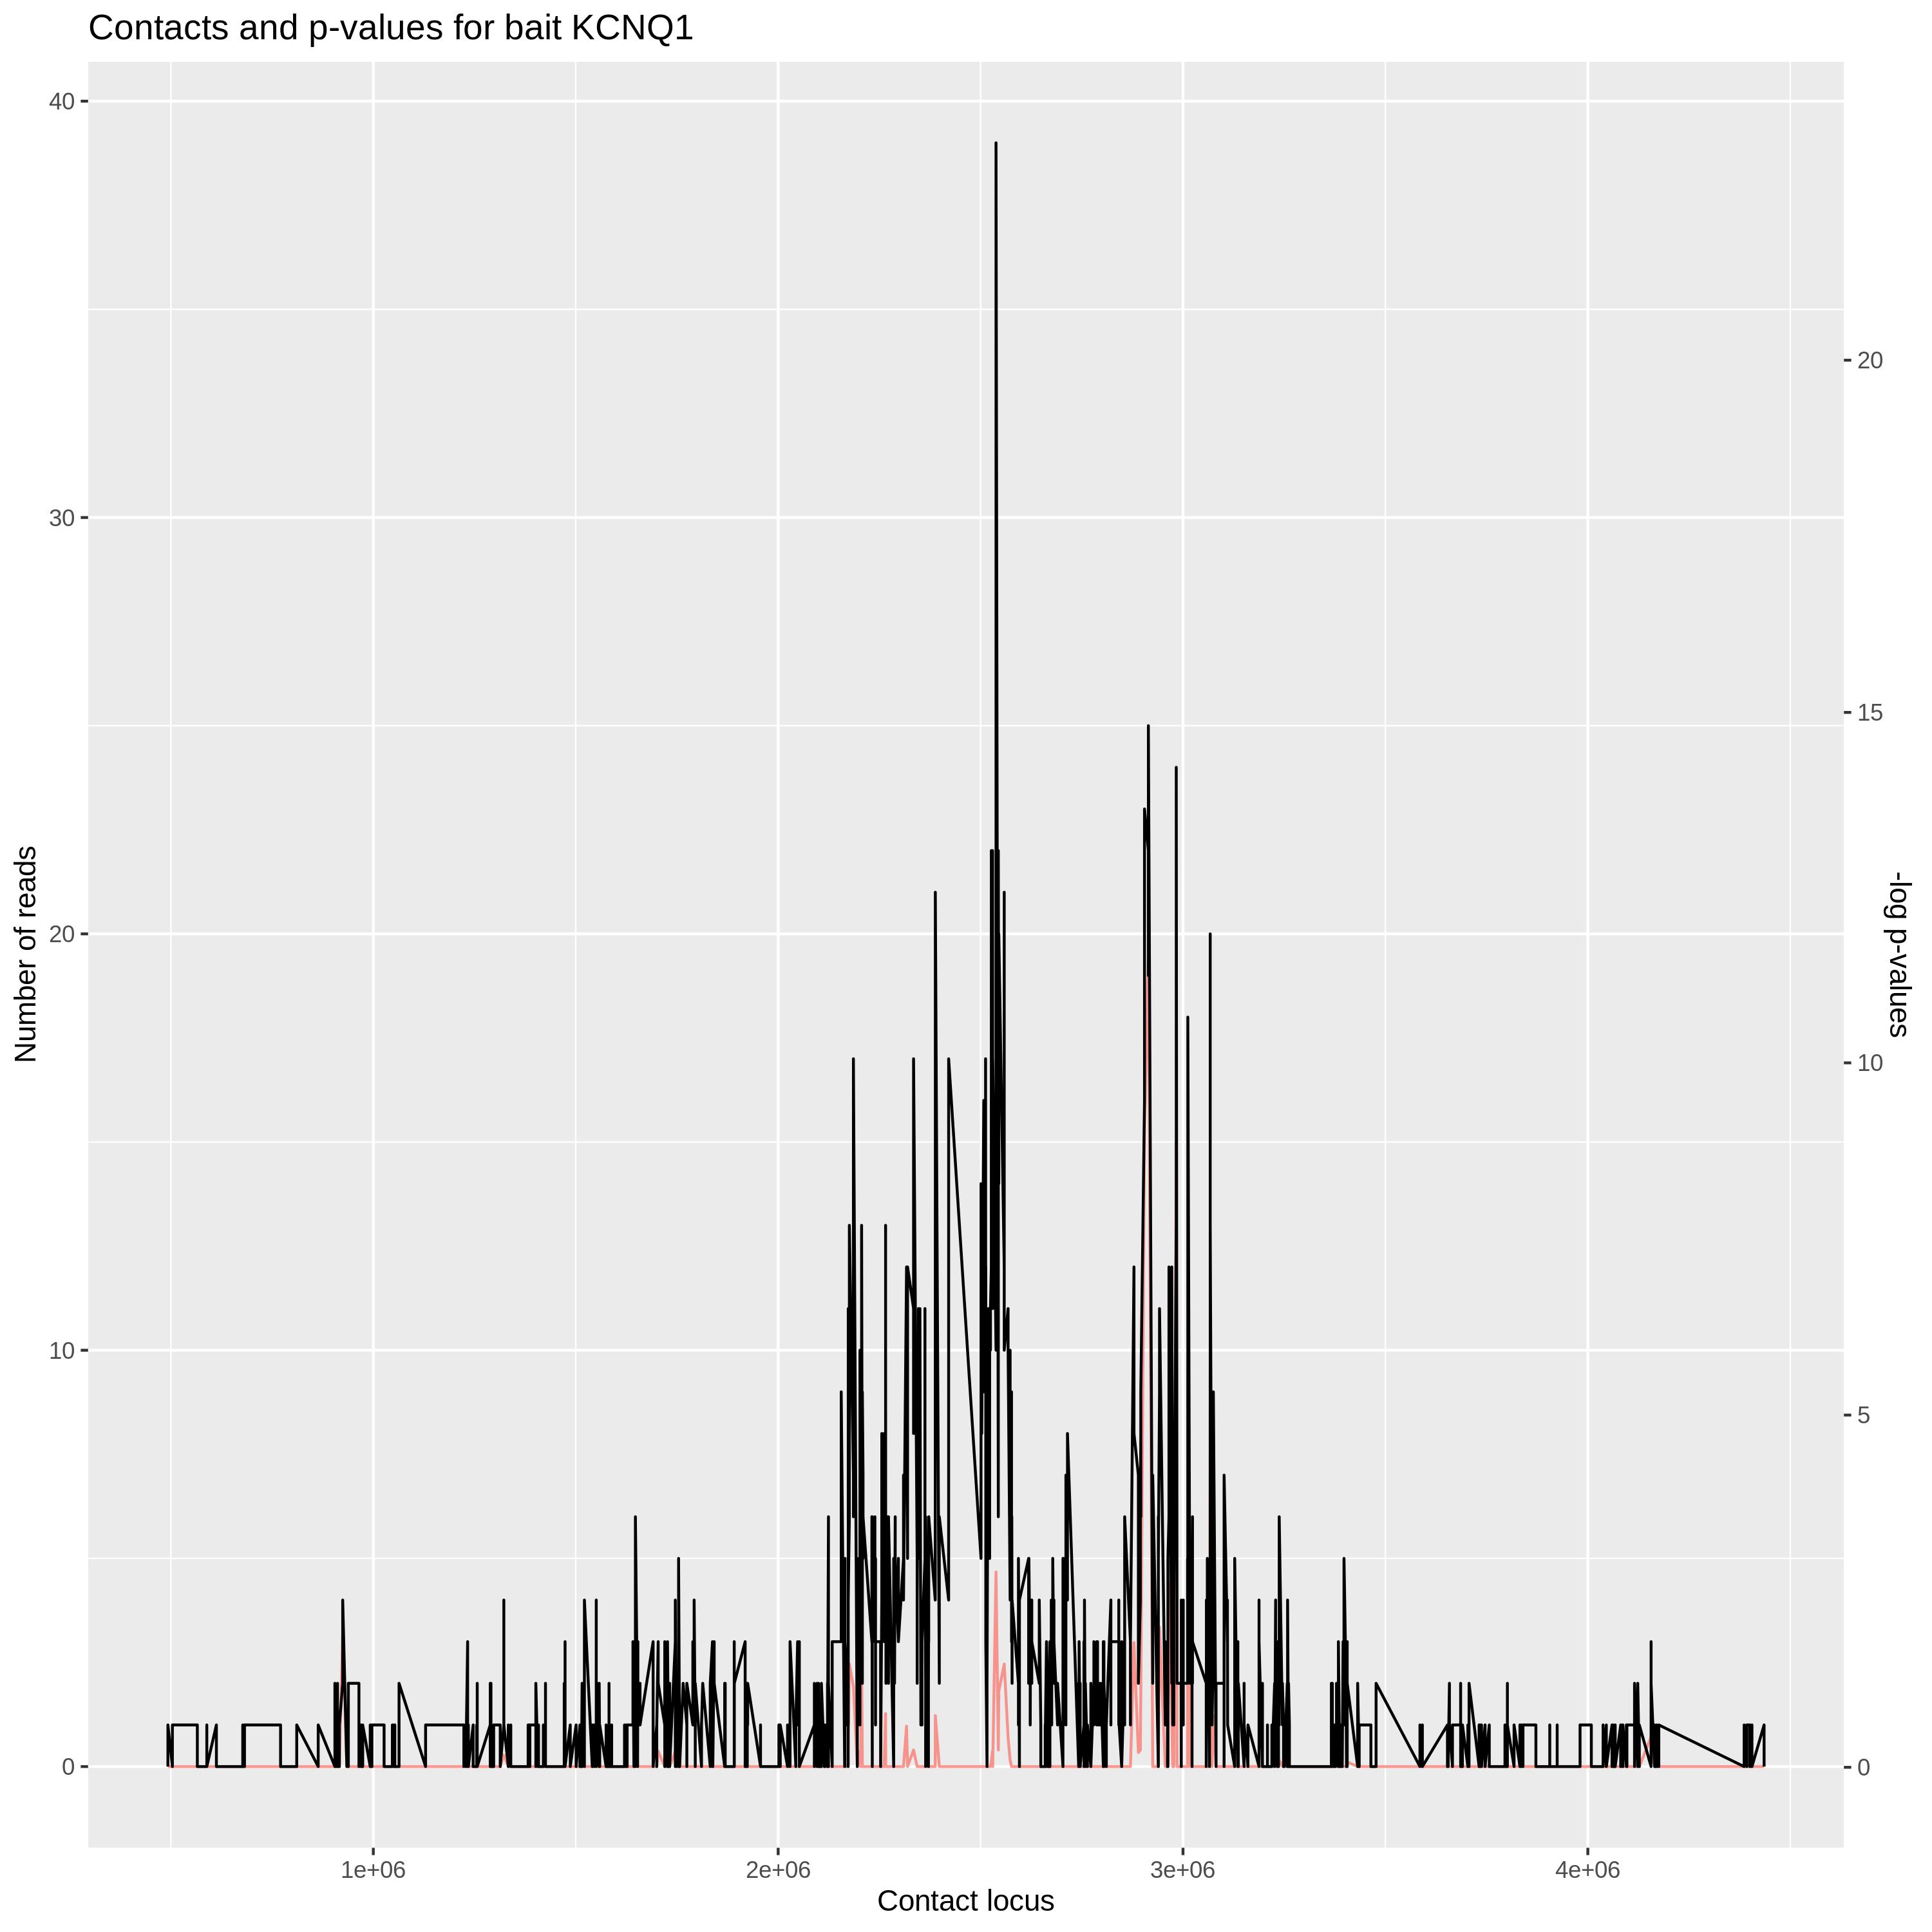 Contacts and p-values for bait KCNQ1
40
30
20
10
0
Number of reads
20
15
10
5
0
-log p-values
1e+06 2e+06 3e+06 4e+06
Contact locus